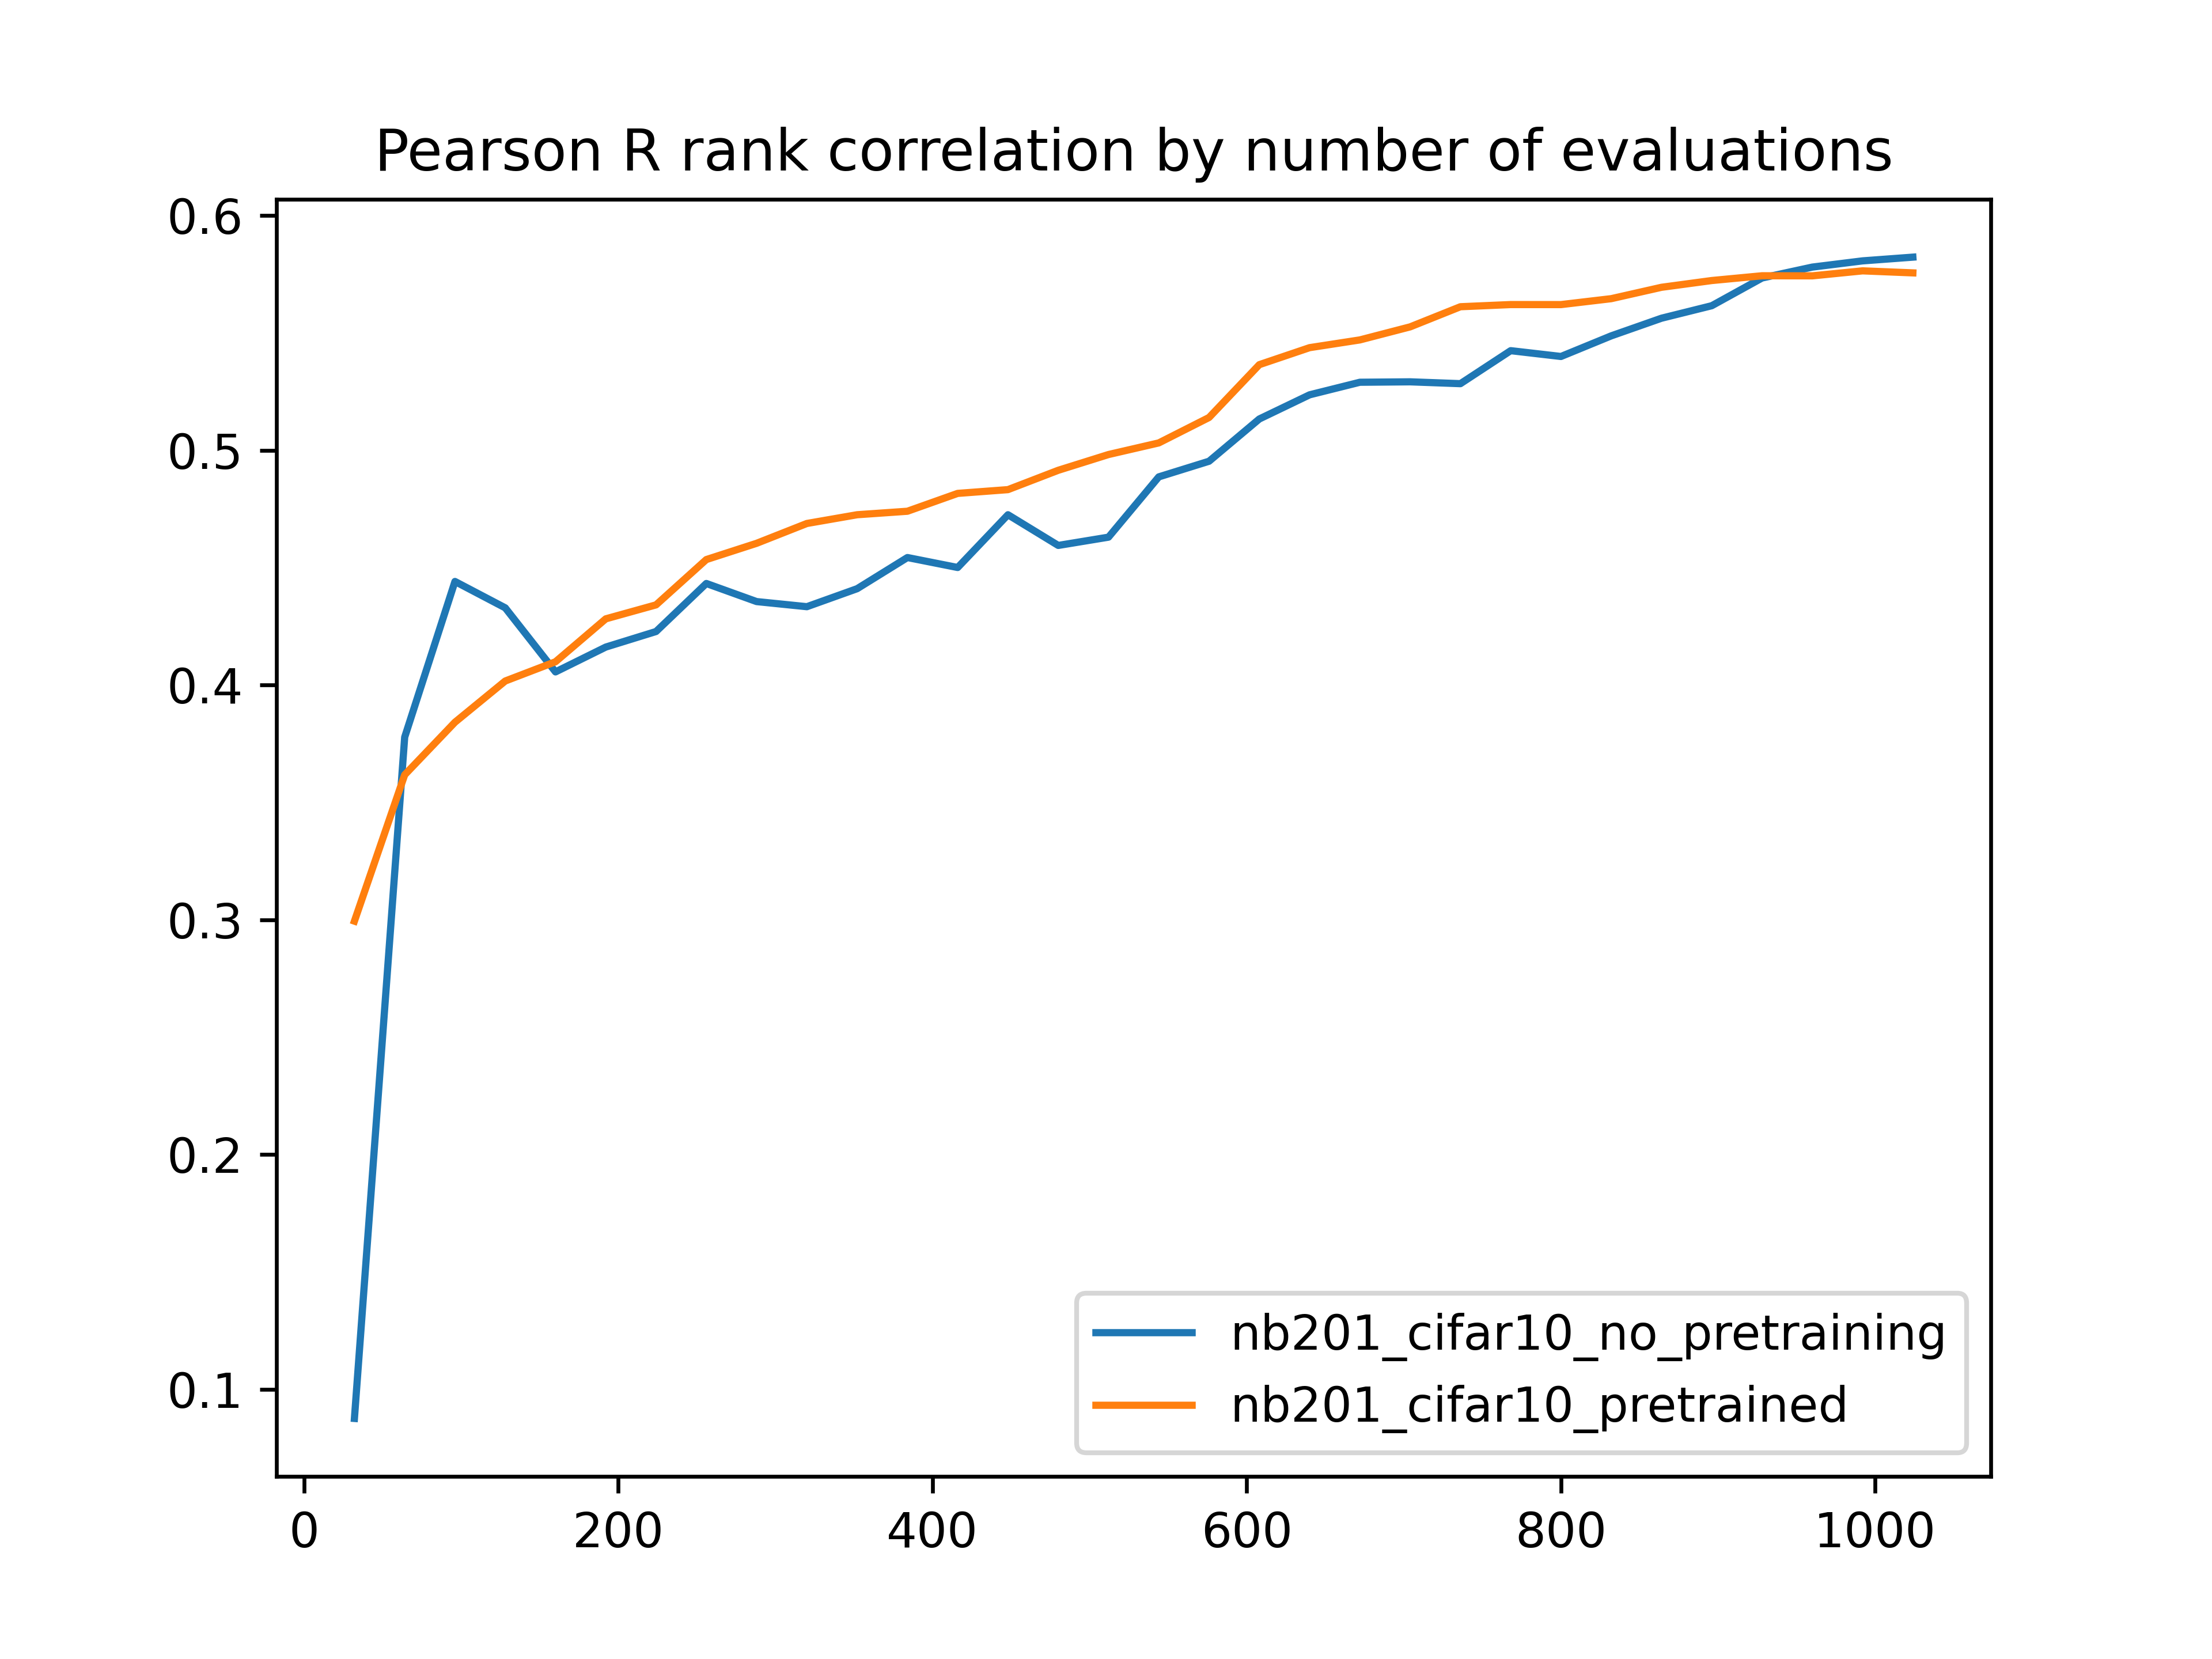 Pearson R rank correlation by number of evaluations
0.6
0.5
0.4
0.3
0.2
0.1
nb201_cifar10_no_pretraining
nb201_cifar10_pretrained
0 200 400 600 800 1000